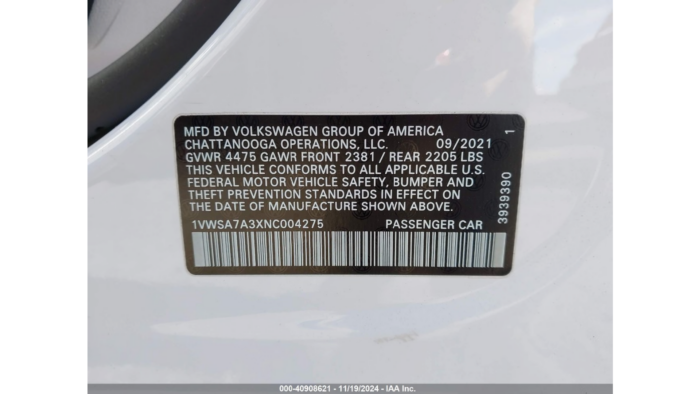 MFD BY VOLKSWAGEN GROUP OF AMERICA
CHATTANOOGA OPERATIONS, LLC. 09/2021
GVWR 4475 GAWR FRONT 2381 / REAR 2205 LBS
THIS VEHICLE CONFORMS TO ALL APPLICABLE U.S.
FEDERAL MOTOR VEHICLE SAFETY, BUMPER AND
THEFT PREVENTION STANDARDS IN EFFECT ON
THE DATE OF MANUFACTURE SHOWN ABOVE.
1VWSA7A3XNC004275 PASSENGER CAR
3939390 1
000-40908621 - 11/19/2024 - IAA Inc.